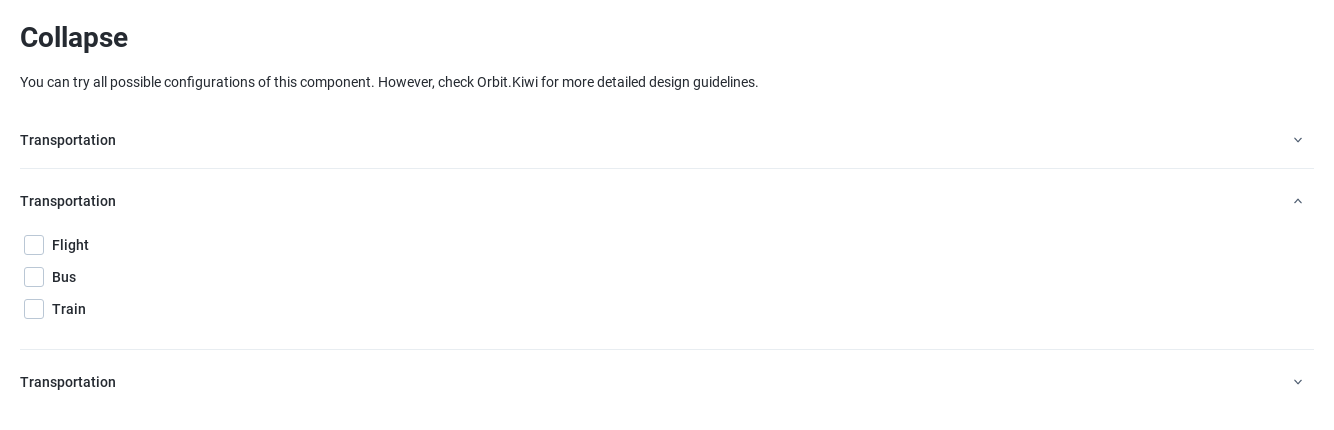 Collapse
You can try all possible configurations of this component. However, check Orbit.Kiwi for more detailed design guidelines.
Transportation
Transportation
Flight
Bus
Train
Transportation